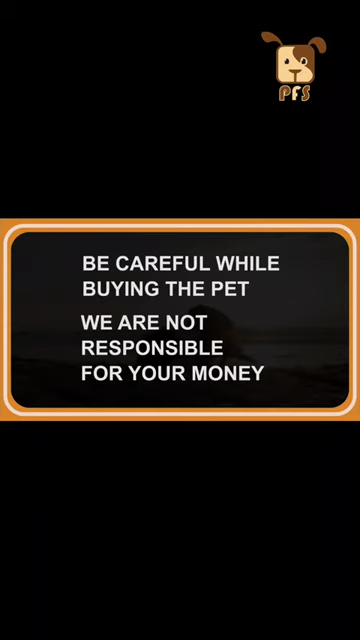 PFS
BE CAREFUL WHILE
BUYING THE PET
WE ARE NOT
RESPONSIBLE
FOR YOUR MONEY